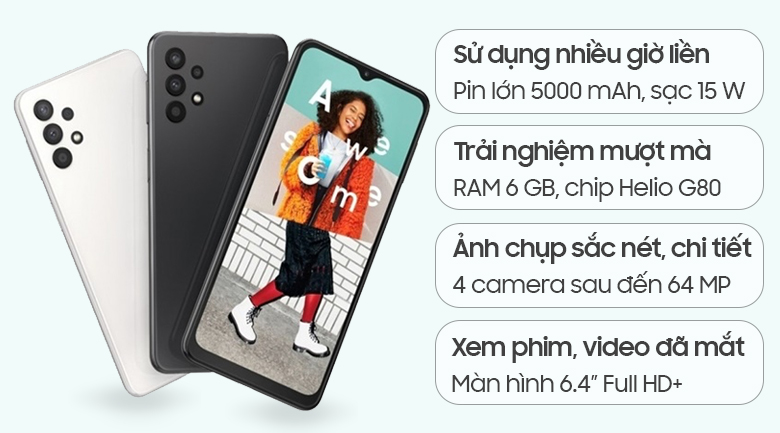 A
s we
Ome
Sử dụng nhiều giờ liền
Pin lớn 5000 mAh, sạc 15 W
Trải nghiệm mượt mà
RAM 6 GB, chip Helio G80
Ảnh chụp sắc nét, chi tiết
4 camera sau đến 64 MP
Xem phim, video đã mắt
Màn hình 6.4” Full HD+